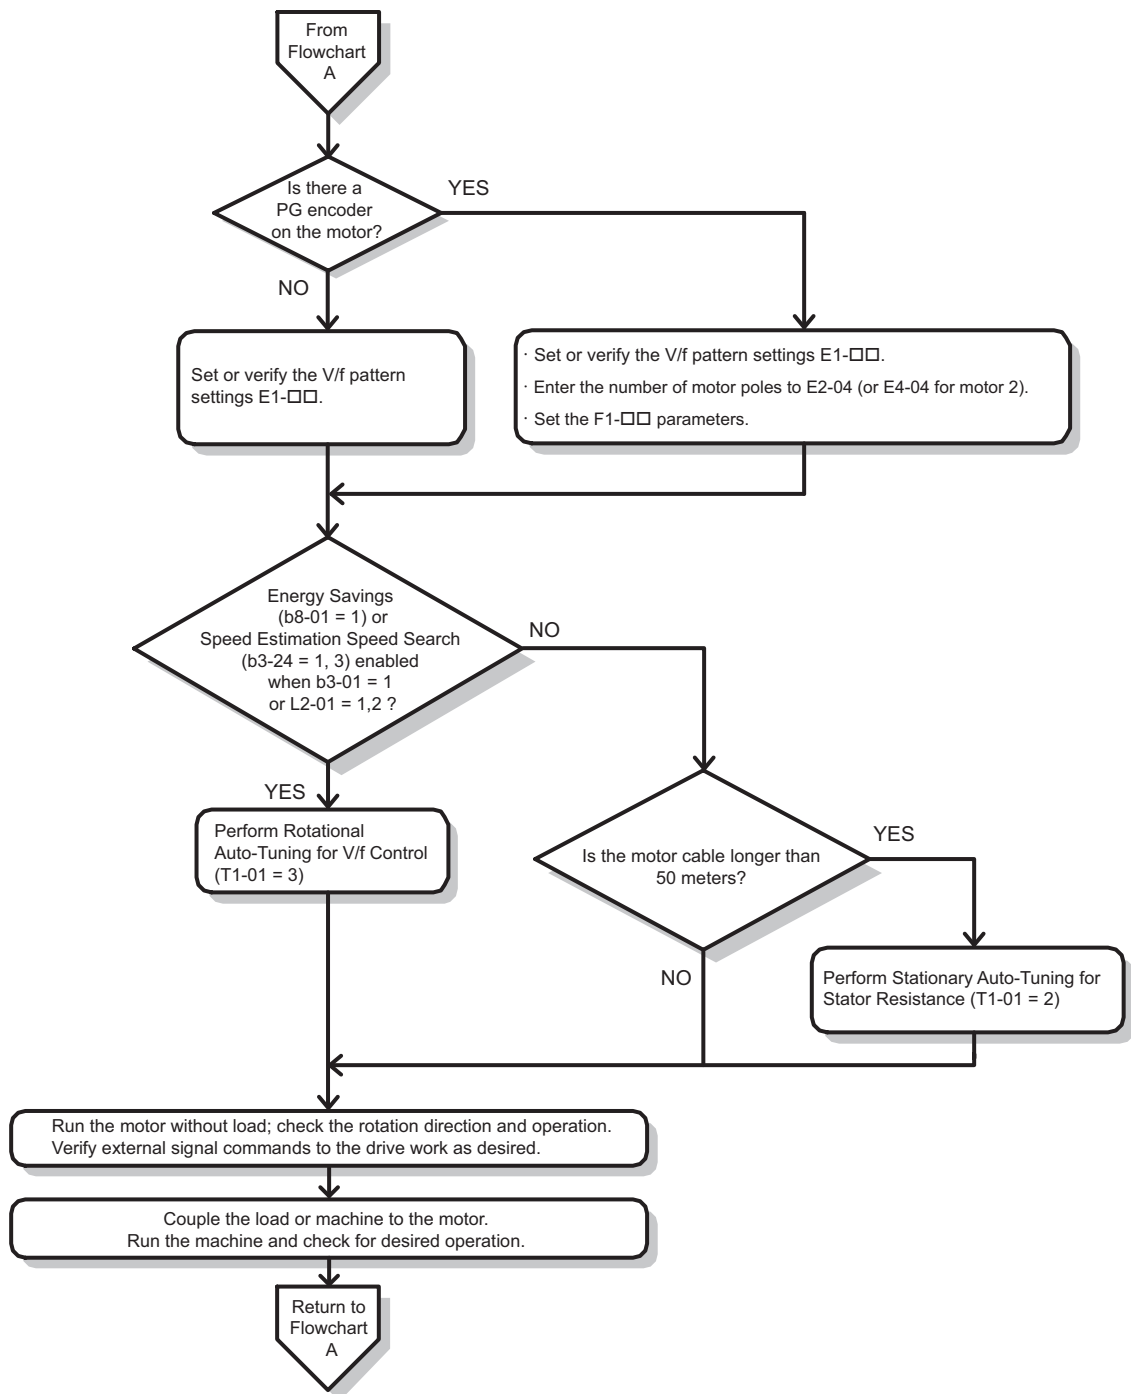 From
Flowchart
A
Is there a
PG encoder
on the motor?
YES
NO
Set or verify the V/f pattern
settings E1-□□.
· Set or verify the V/f pattern settings E1-□□.
· Enter the number of motor poles to E2-04 (or E4-04 for motor 2).
· Set the F1-□□ parameters.
Energy Savings
(b8-01 = 1) or
Speed Estimation Speed Search
(b3-24 = 1, 3) enabled
when b3-01 = 1
or L2-01 = 1,2 ?
NO
YES
Perform Rotational
Auto-Tuning for V/f Control
(T1-01 = 3)
Is the motor cable longer than
50 meters?
YES
NO
Perform Stationary Auto-Tuning for
Stator Resistance (T1-01 = 2)
Run the motor without load; check the rotation direction and operation.
Verify external signal commands to the drive work as desired.
Couple the load or machine to the motor.
Run the machine and check for desired operation.
Return to
Flowchart
A